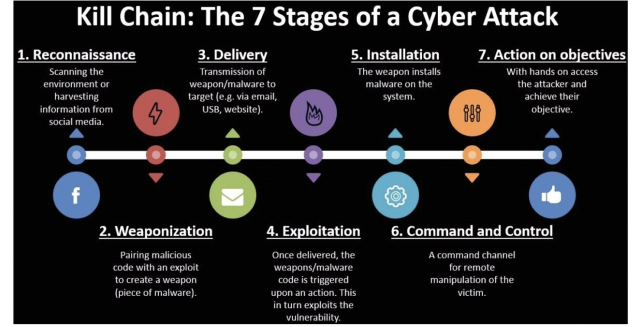 Kill Chain: The 7 Stages of a Cyber Attack
1. Reconnaissance
Scanning the
environment or
harvesting
information from
social media.
2. Weaponization
Pairing malicious
code with an exploit
to create a weapon
(piece of malware).
3. Delivery
Transmission of
weapon/malware to
target (e.g. via email,
USB, website).
4. Exploitation
Once delivered, the
weapons/malware
code is triggered
upon an action. This
in turn exploits the
vulnerability.
5. Installation
The weapon installs
malware on the
system.
6. Command and Control
A command channel
for remote
manipulation of the
victim.
7. Action on objectives
With hands on access
the attacker and
achieve their
objective.